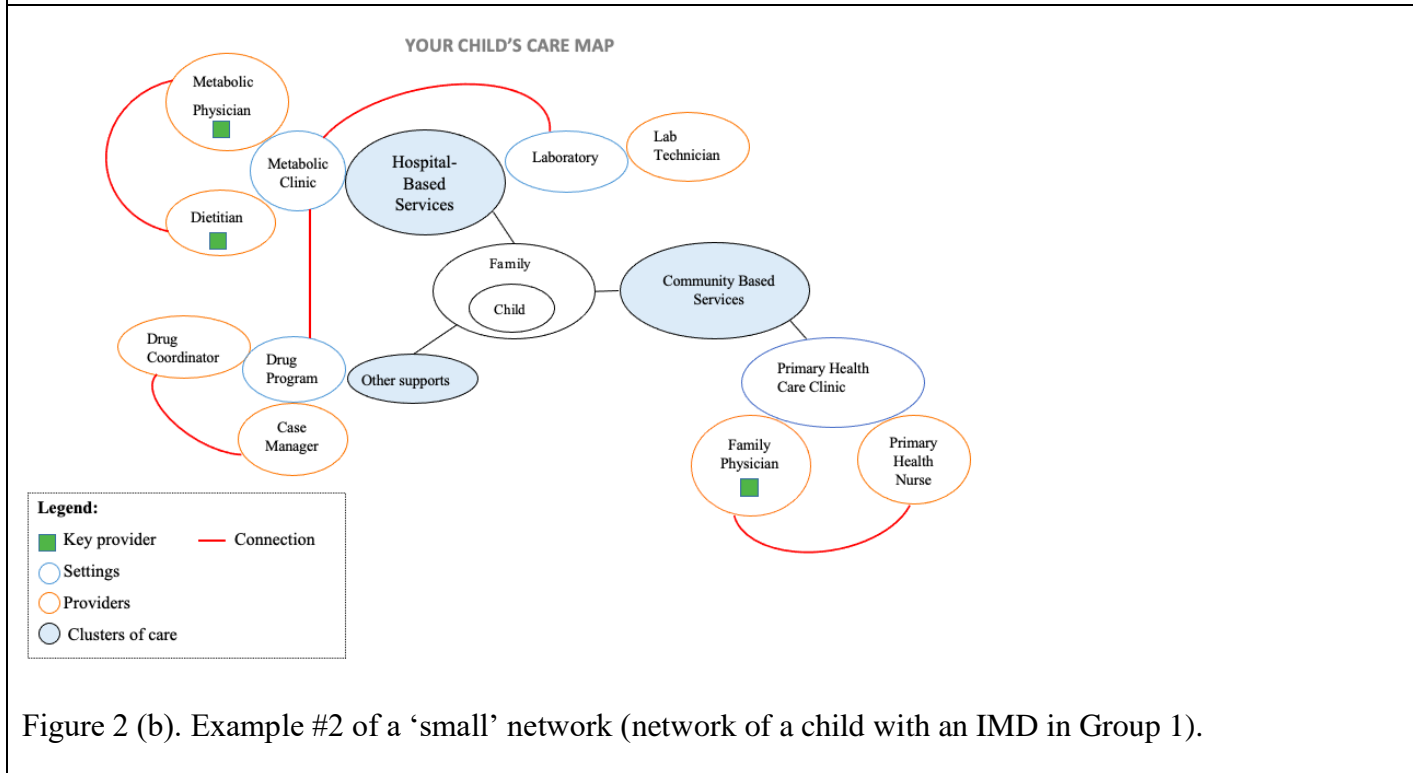 YOUR CHILD'S CARE MAP
Metabolic
Physician
Metabolic
Clinic
Dietitian
Hospital-
Based
Services
Laboratory
Lab
Technician
Family
Child
Community Based
Services
Drug
Coordinator
Drug
Program
Other supports
Case
Manager
Primary Health
Care Clinic
Family
Physician
Primary
Health
Nurse
Legend:
Key provider
Connection
Settings
Providers
Clusters of care
Figure 2 (b). Example #2 of a ‘small’ network (network of a child with an IMD in Group 1).